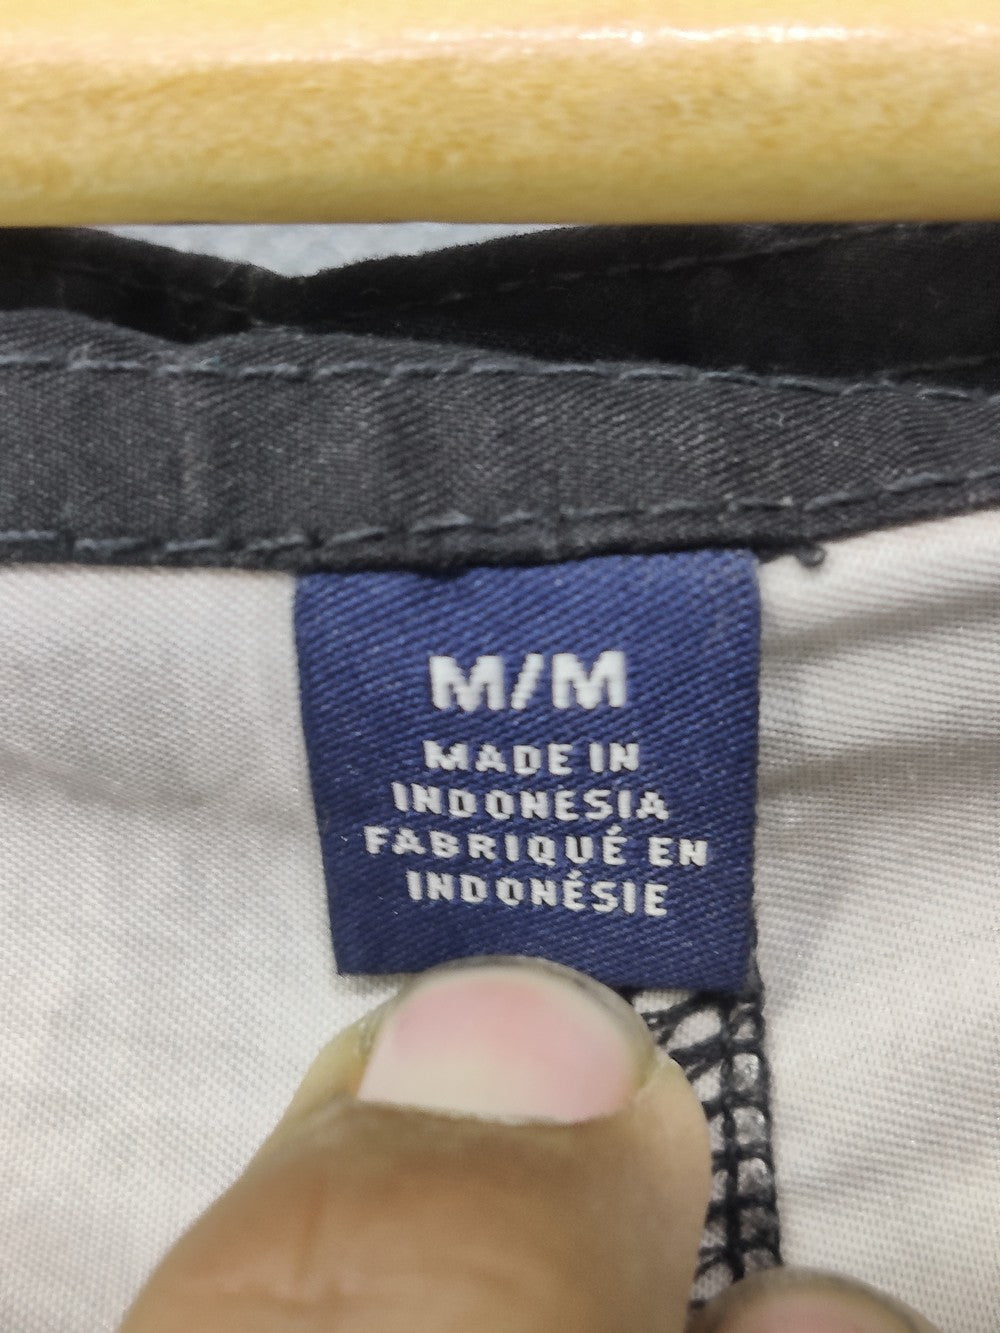 M/M
MADE IN
INDONESIA
FABRIQUÉ EN
INDONÉSIE